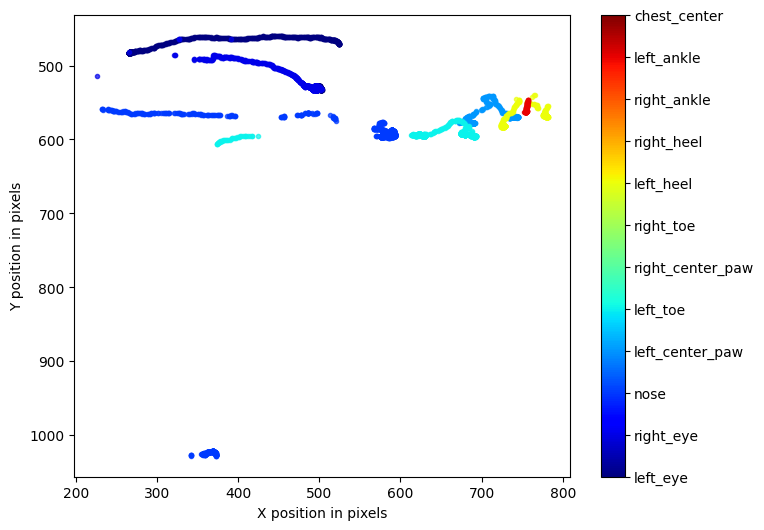 500
600
700
800
900
1000
Y position in pixels
200
300
400
500
600
700
800
X position in pixels
chest_center
left_ankle
right_ankle
right_heel
left_heel
right_toe
right_center_paw
left_toe
left_center_paw
nose
right_eye
left_eye